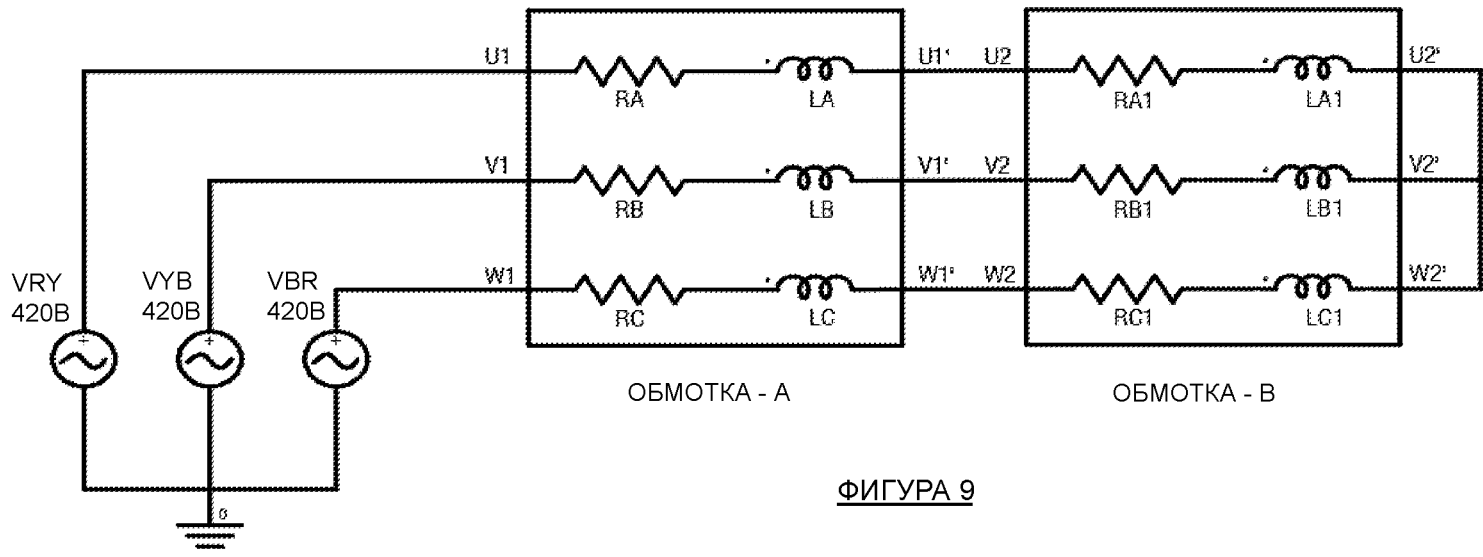 U1
U1'
U2
U2'
RA
LA
RA1
LA1
V1
V1'
V2
V2'
RB
LB
RB1
LB1
VRY
420В
VYB
420В
VBR
420В
W1
W1'
W2
W2'
RC
LC
RC1
LC1
ОБМОТКА - А
ОБМОТКА - В
ФИГУРА 9
0